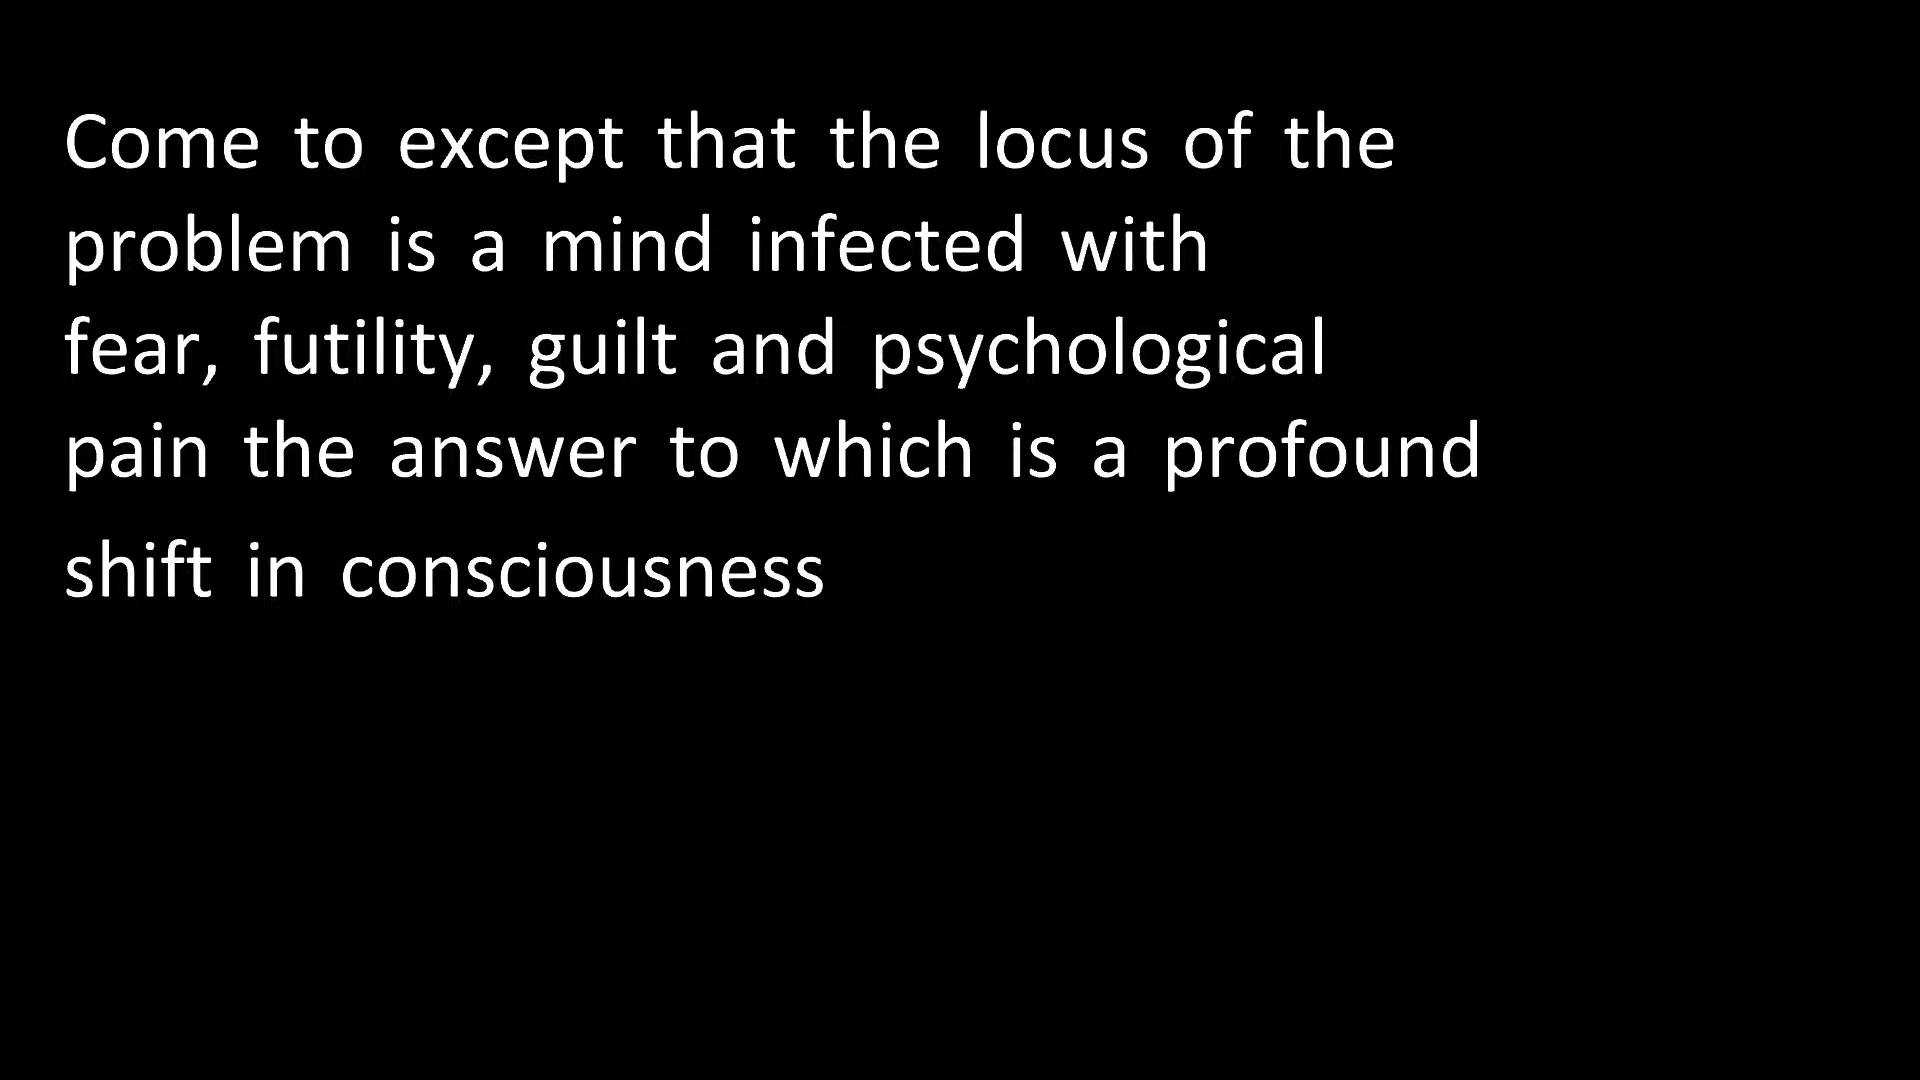 Come to except that the locus of the
problem is a mind infected with
fear, futility, guilt and psychological
pain the answer to which is a profound
shift in consciousness